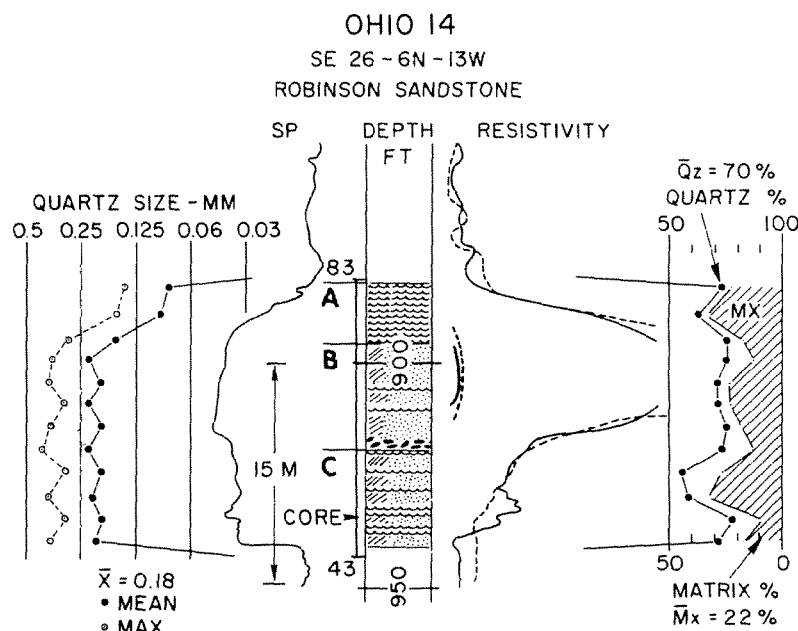 OHIO 14
SE 26-6N-13W
ROBINSON SANDSTONE
SP DEPTH FT RESISTIVITY
QUARTZ SIZE - MM
0.5 0.25 0.125 0.06 0.03
Q̄z = 70 %
QUARTZ %
50 100
83
A
MX
B
900
15 M
C
CORE
43
950
X̄ = 0.18
• MEAN
⊙ MAX
50 0
MATRIX %
M̄x = 22 %